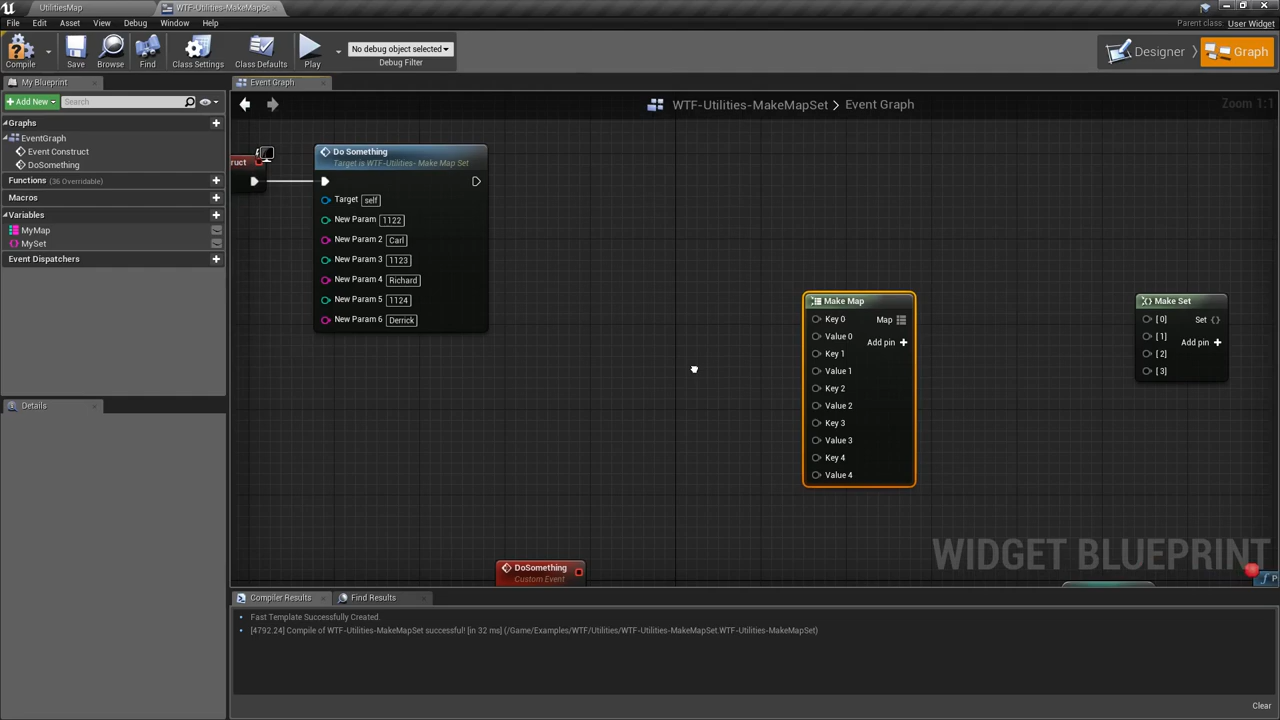 UtilitiesMap
WTF-Utilities-MakeMapSe
File Edit Asset View Debug Window Help
Parent class: User Widget
Compile
Save
Browse
Find
Class Settings
Class Defaults
Play
No debug object selected
Debug Filter
Designer
Graph
My Blueprint
Event Graph
Add New
Search
WTF-Utilities-MakeMapSet > Event Graph
Zoom 1:1
Graphs
EventGraph
Event Construct
DoSomething
Functions (36 Overridable)
Macros
Variables
MyMap
MySet
Event Dispatchers
Details
ruct
Do Something
Target is WTF-Utilities- Make Map Set
Target self
New Param 1122
New Param 2 Carl
New Param 3 1123
New Param 4 Richard
New Param 5 1124
New Param 6 Derrick
Make Map
Key 0 Map
Value 0 Add pin
Key 1
Value 1
Key 2
Value 2
Key 3
Value 3
Key 4
Value 4
Make Set
[0] Set
[1] Add pin
[2]
[3]
DoSomething
Custom Event
WIDGET BLUEPRINT
Compiler Results
Find Results
Fast Template Successfully Created.
[4792.24] Compile of WTF-Utilities-MakeMapSet successful! [in 32 ms] (/Game/Examples/WTF/Utilities/WTF-Utilities-MakeMapSet.WTF-Utilities-MakeMapSet)
Clear